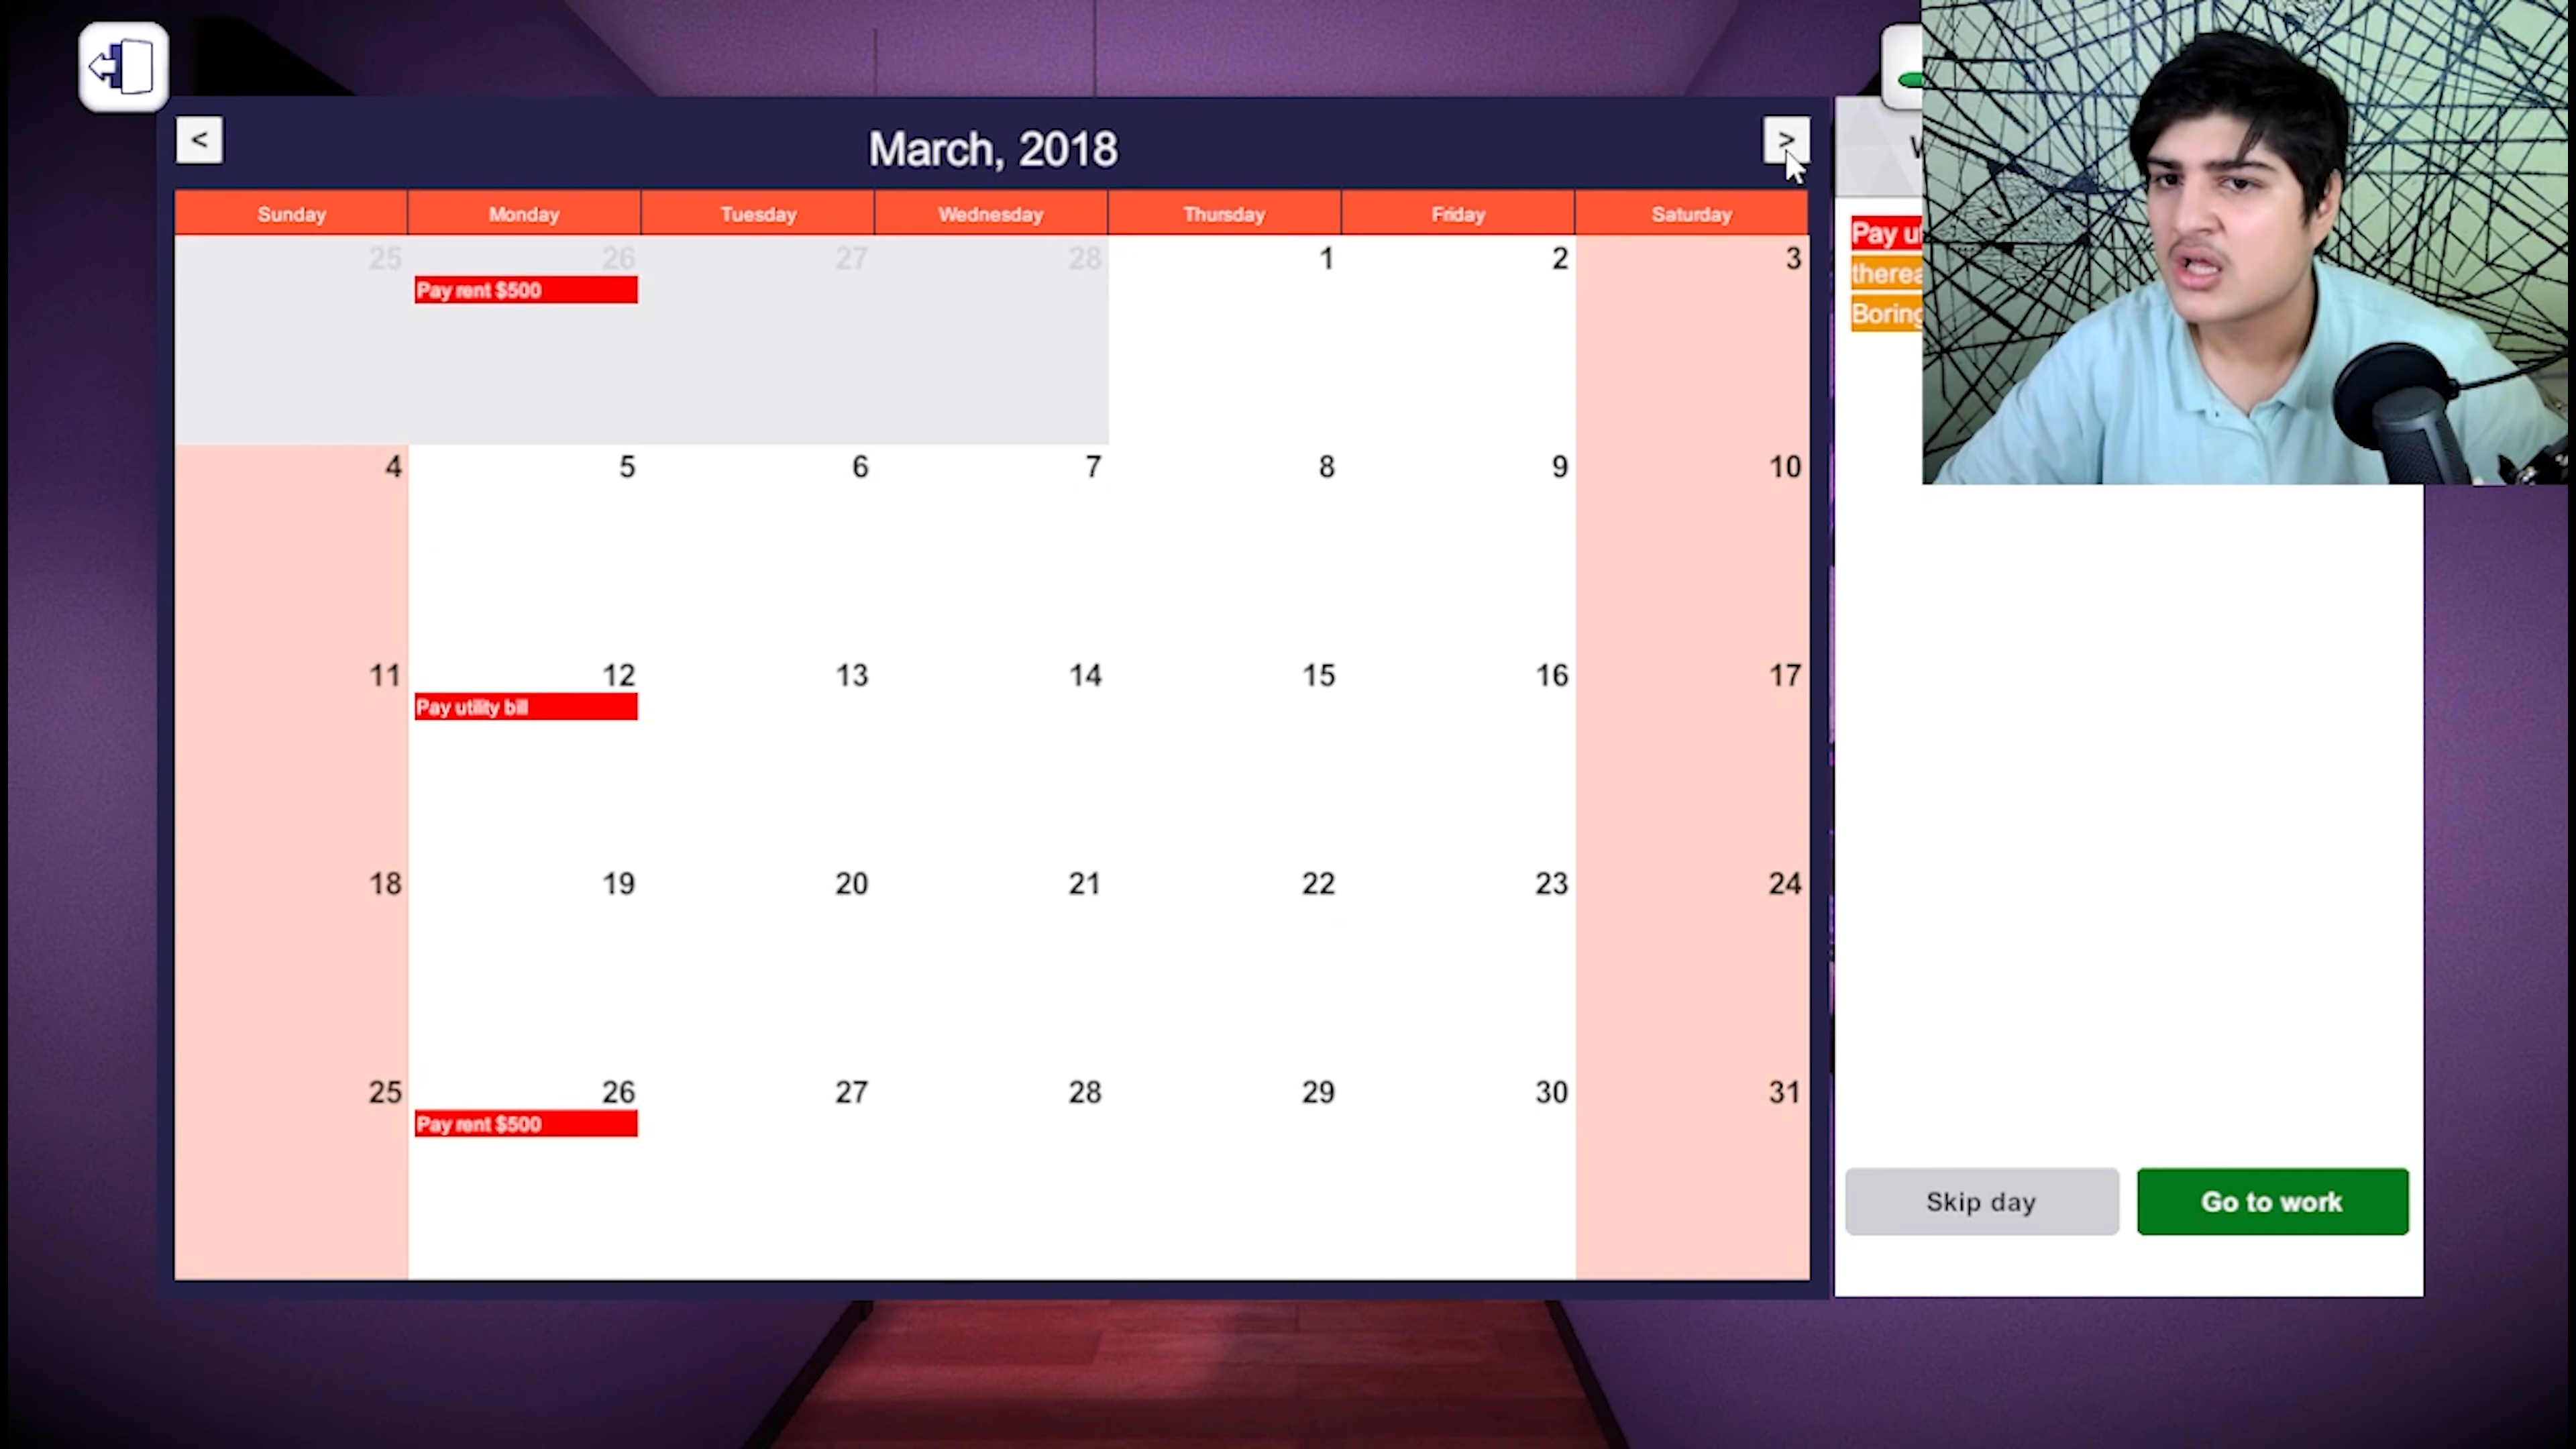 <
March, 2018
>
Sunday Monday Tuesday Wednesday Thursday Friday Saturday
25 26 27 28 1 2 3
Pay rent $500
4 5 6 7 8 9 10
11 12 13 14 15 16 17
Pay utility bill
18 19 20 21 22 23 24
25 26 27 28 29 30 31
Pay rent $500
Pay
Boring
Skip day
Go to work